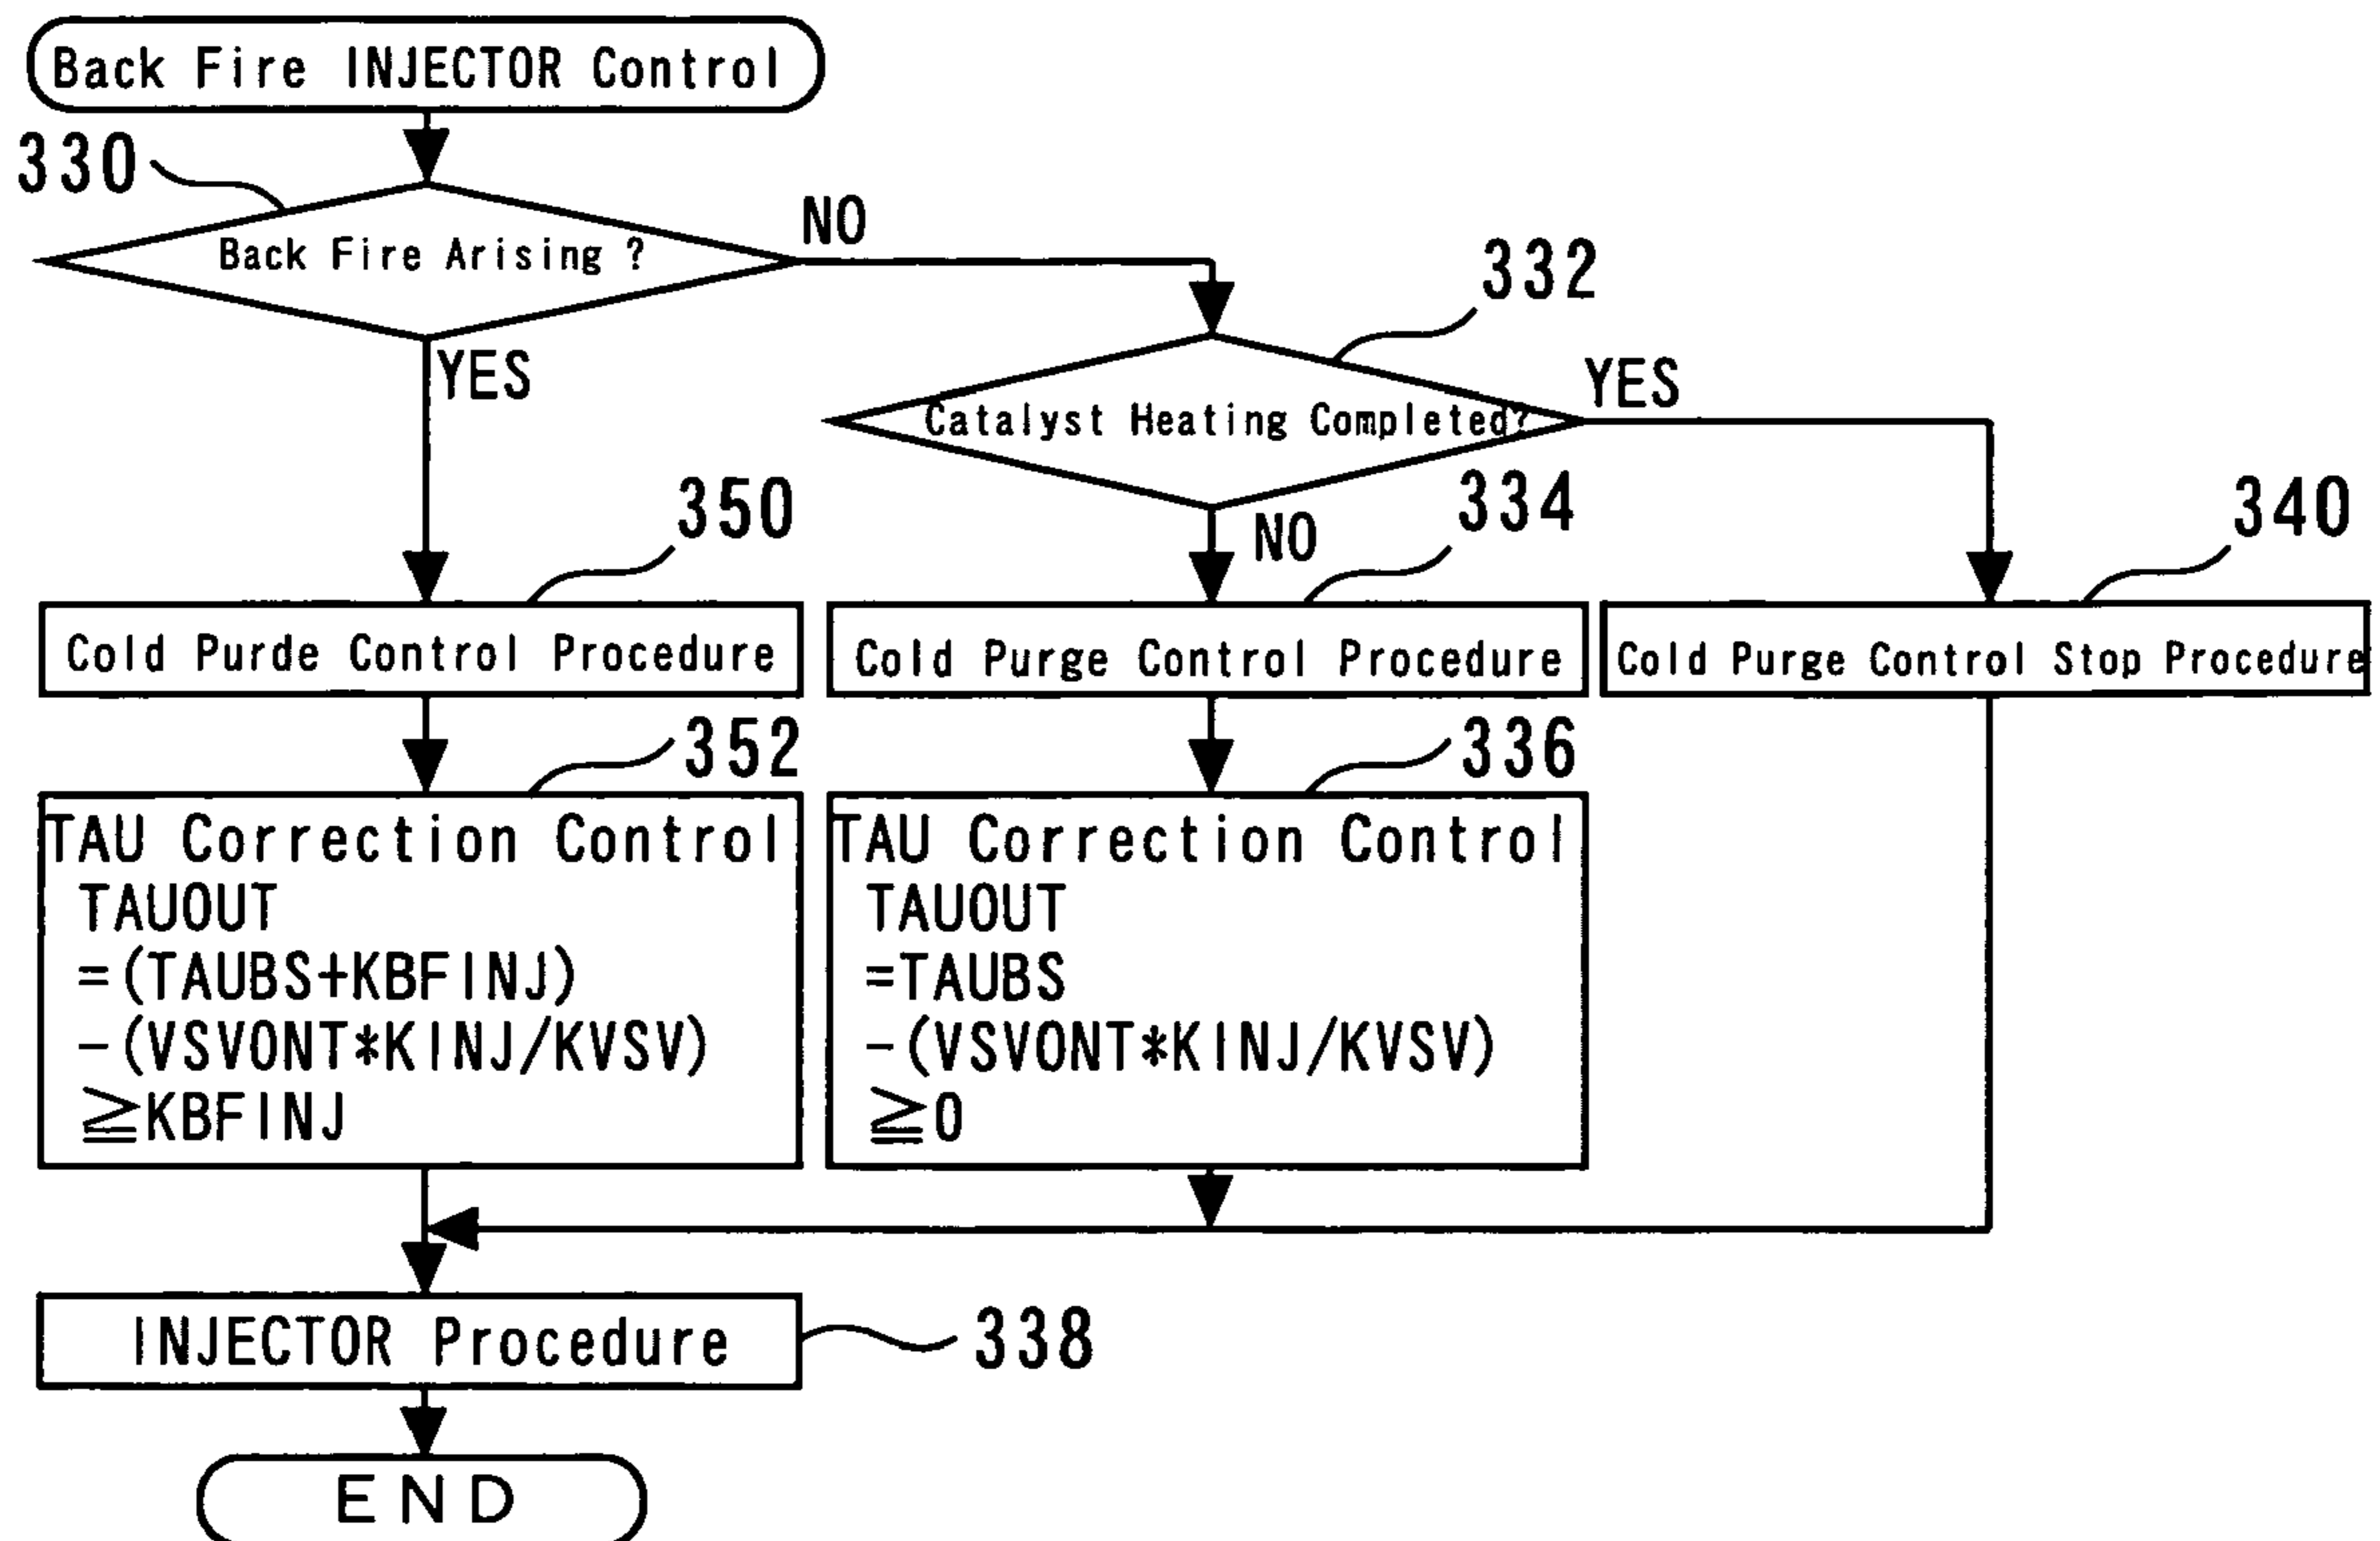 Back Fire INJECTOR Control
330
Back Fire Arising ?
NO
YES
332
Catalyst Heating Completed?
YES
NO
350
334
340
Cold Purde Control Procedure
Cold Purge Control Procedure
Cold Purge Control Stop Procedure
352
TAU Correction Control
TAUOUT
=(TAUBS+KBFINJ)
-(VSVONT*KINJ/KVSV)
≧KBFINJ
336
TAU Correction Control
TAUOUT
=TAUBS
-(VSVONT*KINJ/KVSV)
≧0
INJECTOR Procedure
338
END